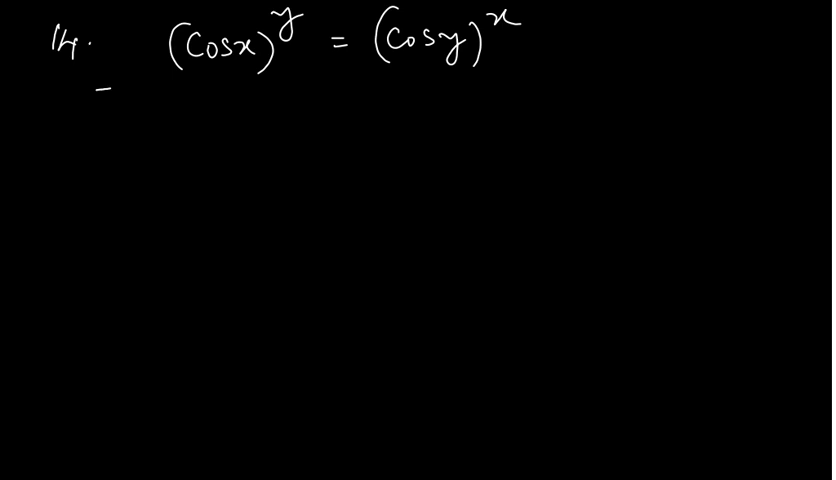 14. (Cosx)^y = (Cosy)^x